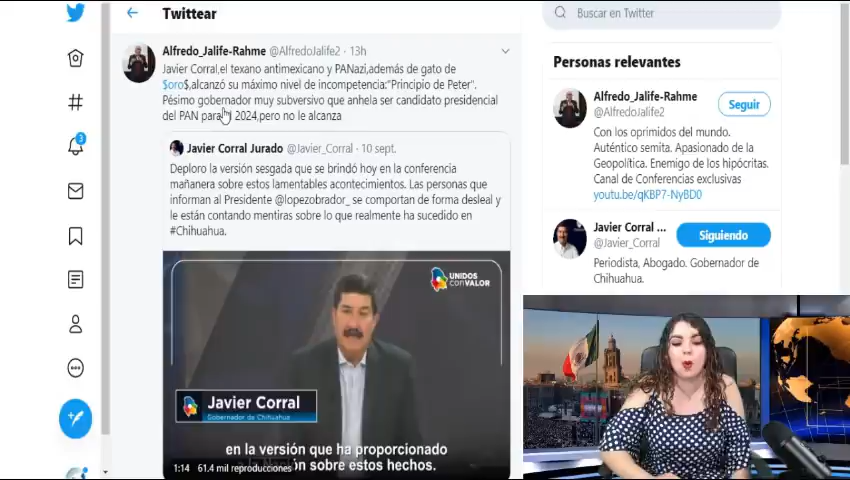 Twittear
Alfredo_Jalife-Rahme @AlfredoJalife2 · 13h
Javier Corral,el texano antimexicano y PANazi,además de gato de
$oro$,alcanzó su máximo nivel de incompetencia:"Principio de Peter".
Pésimo gobernador muy subversivo que anhela ser candidato presidencial
del PAN para l 2024,pero no le alcanza
Javier Corral Jurado @Javier_Corral · 10 sept.
Deploro la versión sesgada que se brindó hoy en la conferencia
mañanera sobre estos lamentables acontecimientos. Las personas que
informan al Presidente @lopezobrador_ se comportan de forma desleal y
le están contando mentiras sobre lo que realmente ha sucedido en
#Chihuahua.
UNIDOS
CON VALOR
Javier Corral
Gobernador de Chihuahua
en la versión que ha proporcionado
ón sobre estos hechos.
1:14 61.4 mil reproducciones
3
Buscar en Twitter
Personas relevantes
Alfredo_Jalife-Rahme
@AlfredoJalife2
Seguir
Con los oprimidos del mundo.
Auténtico semita. Apasionado de la
Geopolítica. Enemigo de los hipócritas.
Canal de Conferencias exclusivas
youtu.be/qKBP7-NyBD0
Javier Corral ...
@Javier_Corral
Siguiendo
Periodista, Abogado. Gobernador de
Chihuahua.